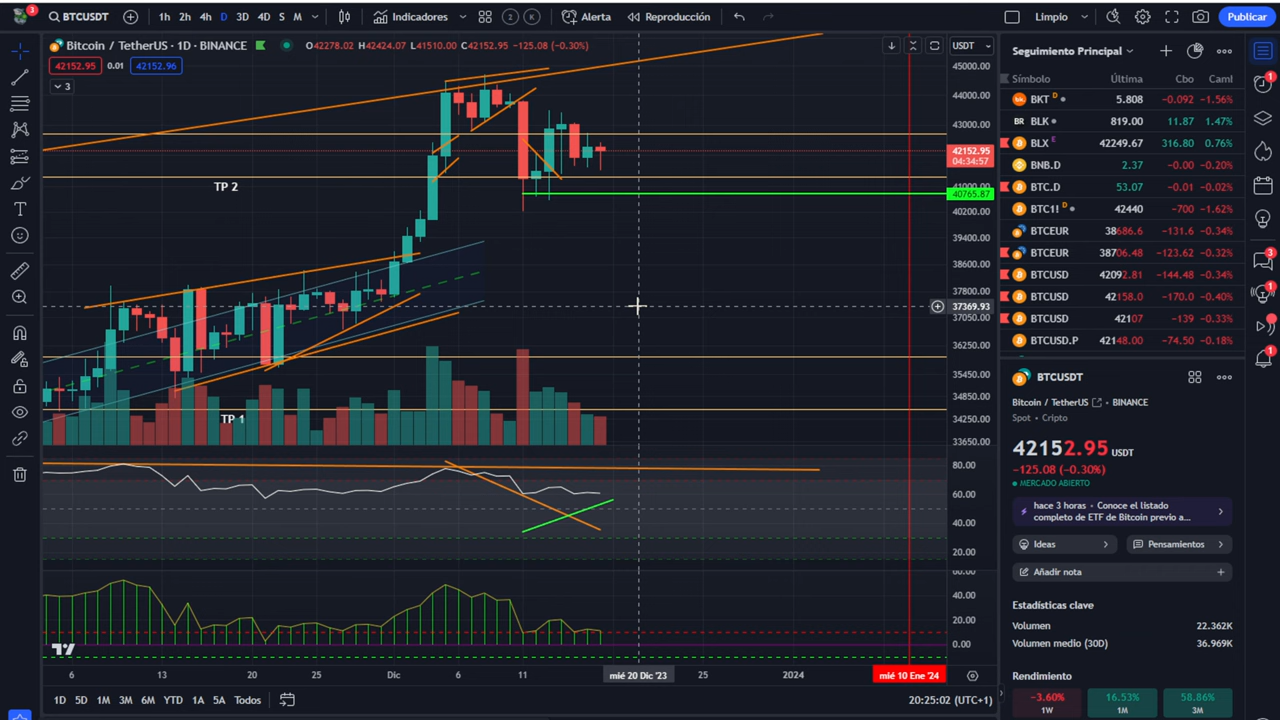 3
BTCUSDT
1h 2h 4h D 3D 4D S M
Indicadores
2
K
Alerta
Reproducción
Limpio
Publicar
Bitcoin / TetherUS · 1D · BINANCE
O42278.02 H42424.07 L41510.00 C42152.95 −125.08 (−0.30%)
USDT
42152.95
0.01
42152.96
3
TP 2
TP 1
45000.00
44000.00
43000.00
42152.95
04:34:57
41000.00
40765.87
40200.00
39400.00
38600.00
37800.00
37369.93
37050.00
36250.00
35450.00
34850.00
34250.00
33650.00
80.00
60.00
40.00
20.00
60.00
40.00
20.00
0.00
6 13 20 25 Dic 6 11 mié 20 Dic '23 25 2024 mié 10 Ene '24
1D 5D 1M 3M 6M YTD 1A 5A Todos
20:25:02 (UTC+1)
Seguimiento Principal
Símbolo Última Cbo Caml
BKT D 5.808 −0.092 −1.56%
BR BLK 819.00 11.87 1.47%
BLX E 42249.67 316.80 0.76%
BNB.D 2.37 −0.00 −0.20%
BTC.D 53.07 −0.01 −0.02%
BTC1! D 42440 −700 −1.62%
BTCEUR 38686.6 −131.6 −0.34%
BTCEUR 38706.48 −123.62 −0.32%
BTCUSD 42092.81 −144.48 −0.34%
BTCUSD 42158.0 −170.0 −0.40%
BTCUSD 42107 −139 −0.33%
BTCUSD.P 42148.00 −74.50 −0.18%
BTCUSDT
Bitcoin / TetherUS · BINANCE
Spot · Cripto
42152.95 USDT
−125.08 (−0.30%)
MERCADO ABIERTO
hace 3 horas · Conoce el listado
completo de ETF de Bitcoin previo a...
Ideas
Pensamientos
Añadir nota
Estadísticas clave
Volumen 22.362K
Volumen medio (30D) 36.969K
Rendimiento
−3.60% 16.53% 58.86%
1W 1M 3M
1
3
1
1